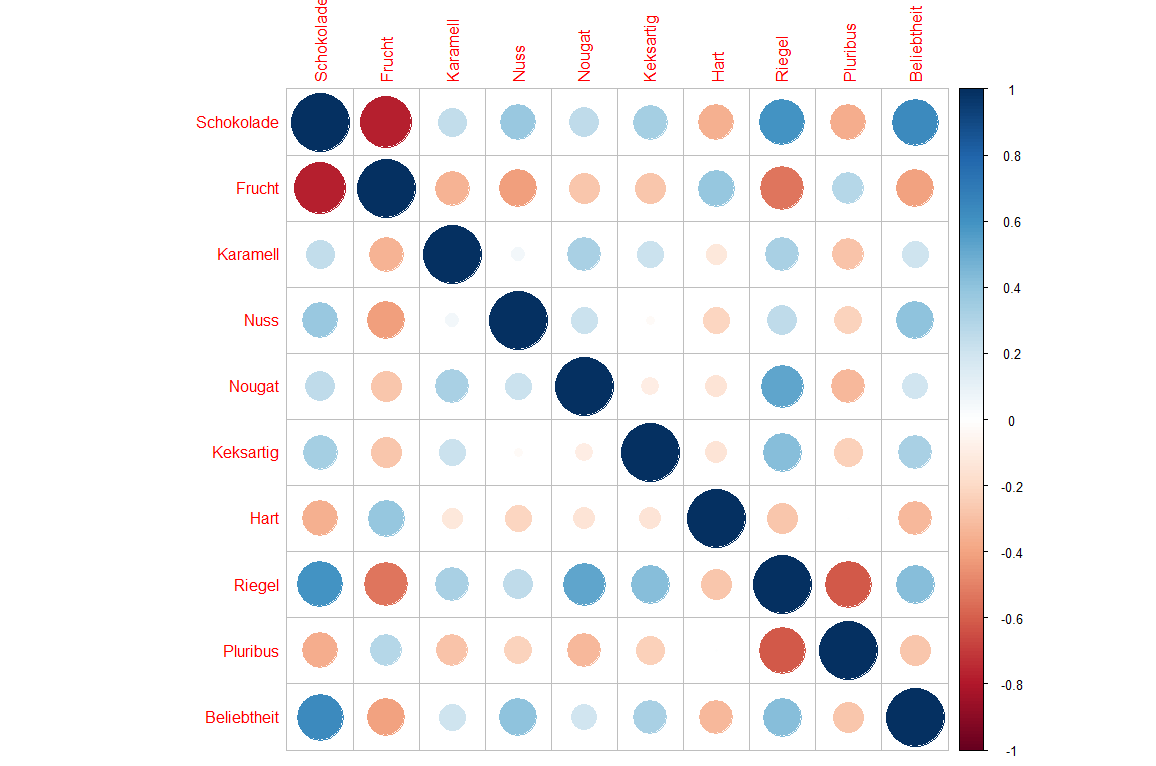 Schokolade
Frucht
Karamell
Nuss
Nougat
Keksartig
Hart
Riegel
Pluribus
Beliebtheit
Schokolade
Frucht
Karamell
Nuss
Nougat
Keksartig
Hart
Riegel
Pluribus
Beliebtheit
1
0.8
0.6
0.4
0.2
0
-0.2
-0.4
-0.6
-0.8
-1